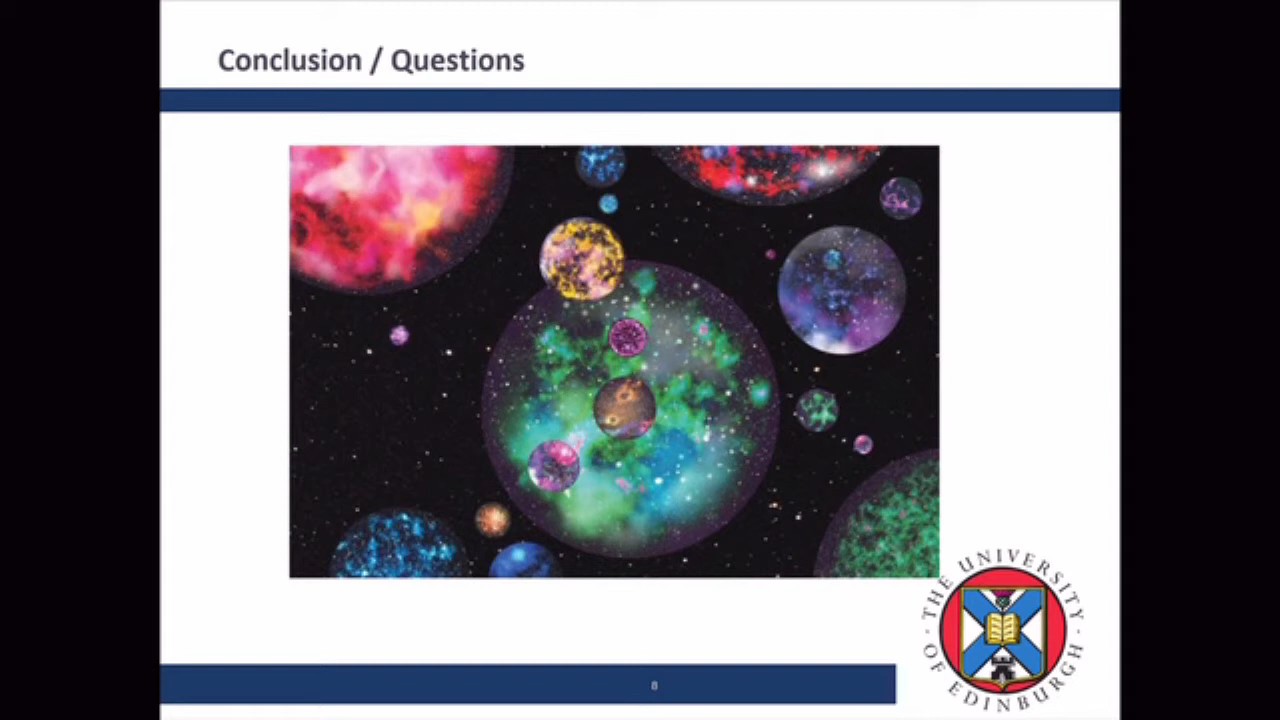 Conclusion / Questions
· THE UNIVERSITY ·
OF EDINBURGH
8